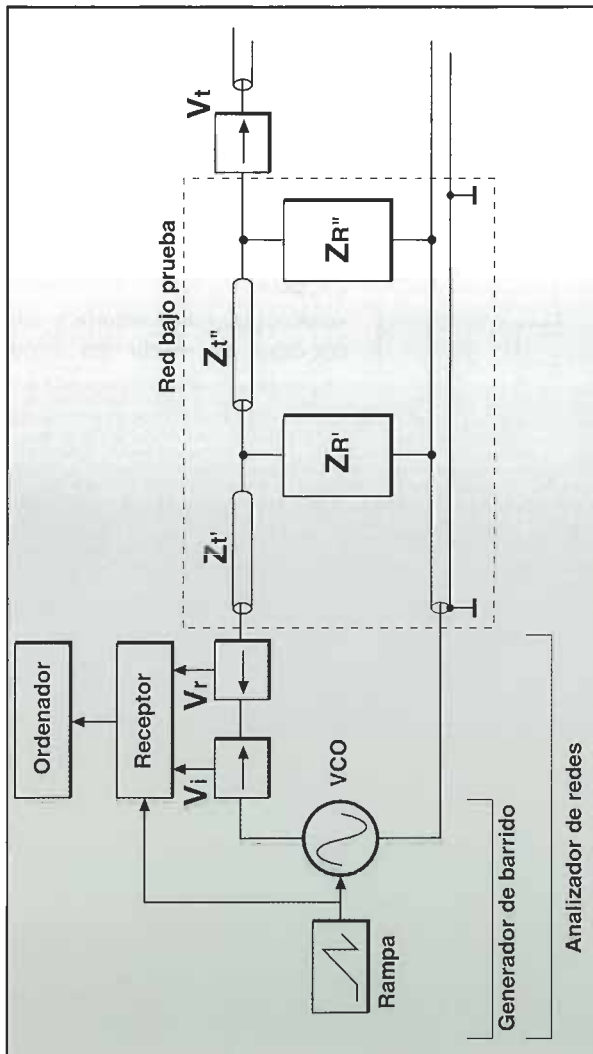 Ordenador
Receptor
Vi
Vr
VCO
Rampa
Generador de barrido
Analizador de redes
Red bajo prueba
Zt'
ZR'
Zt"
ZR"
Vt